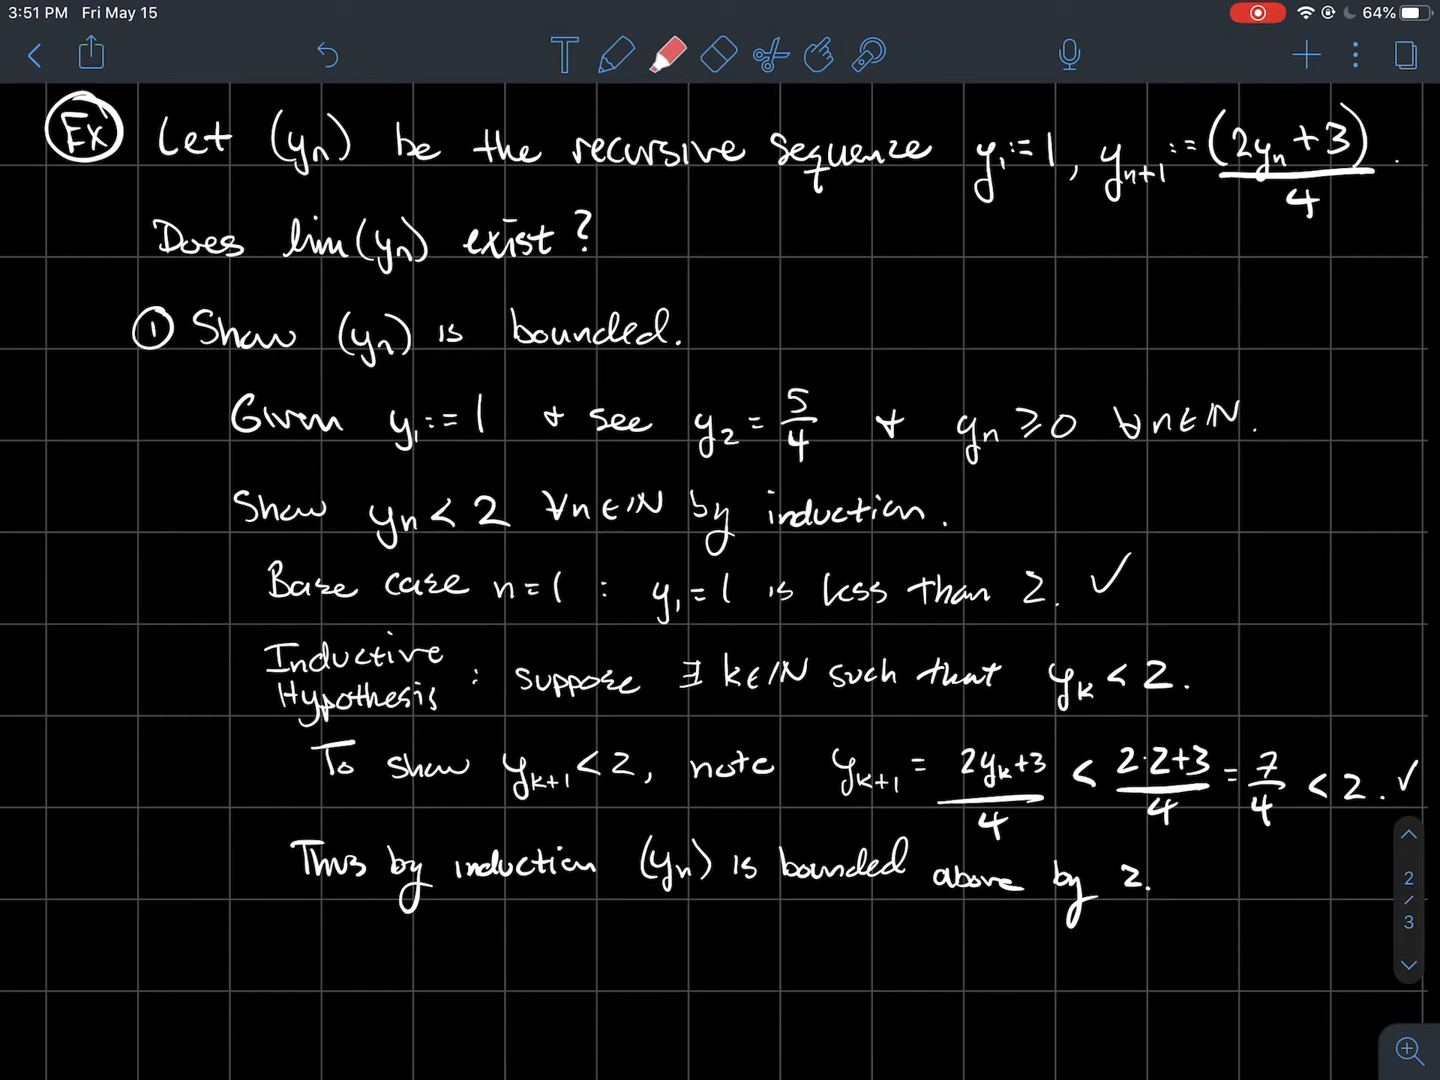 3:51 PM Fri May 15
64%
Ex Let (yₙ) be the recursive sequence y₁:=1, yₙ₊₁:=(2yₙ+3)/4.
Does lim(yₙ) exist?
① Show (yₙ) is bounded.
Given y₁:=1 & see y₂=5/4 & yₙ⩾0 ∀n∈ℕ.
Show yₙ<2 ∀n∈ℕ by induction.
Base case n=1: y₁=1 is less than 2. ✓
Inductive Hypothesis: suppose ∃ k∈ℕ such that yₖ<2.
To show yₖ₊₁<2, note yₖ₊₁ = (2yₖ+3)/4 < (2·2+3)/4 = 7/4 < 2. ✓
Thus by induction (yₙ) is bounded above by 2.
2/3